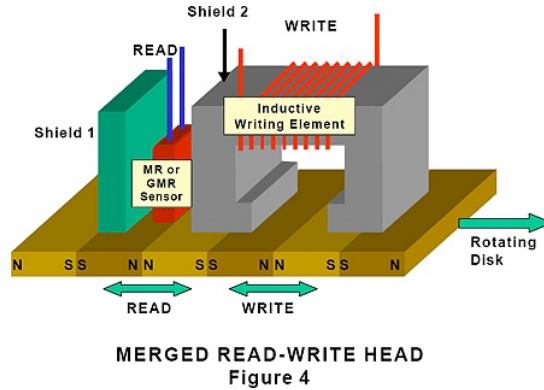 Shield 2
WRITE
READ
Shield 1
Inductive
Writing Element
MR or
GMR
Sensor
Rotating
Disk
N S S N N S S N N S S N
READ
WRITE
MERGED READ-WRITE HEAD
Figure 4